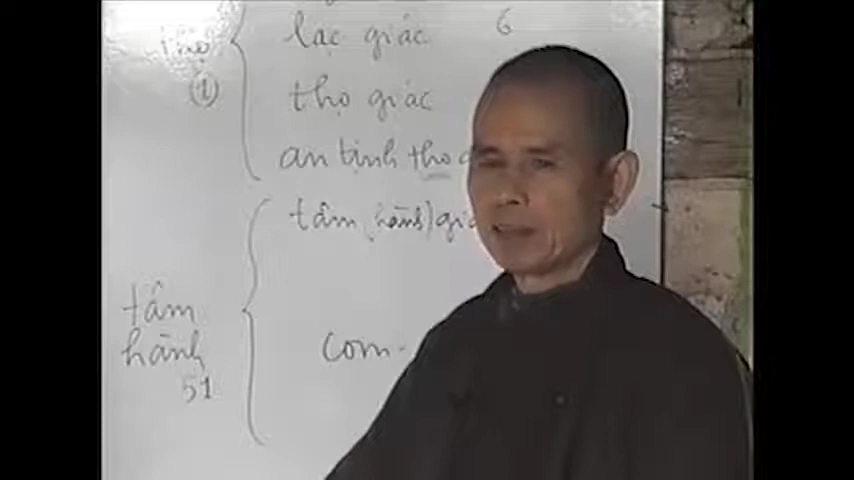 lạc giác 6
thọ
①
thọ giác
an tịnh thọ
tâm (hành) giá
tâm
hành
51
com-